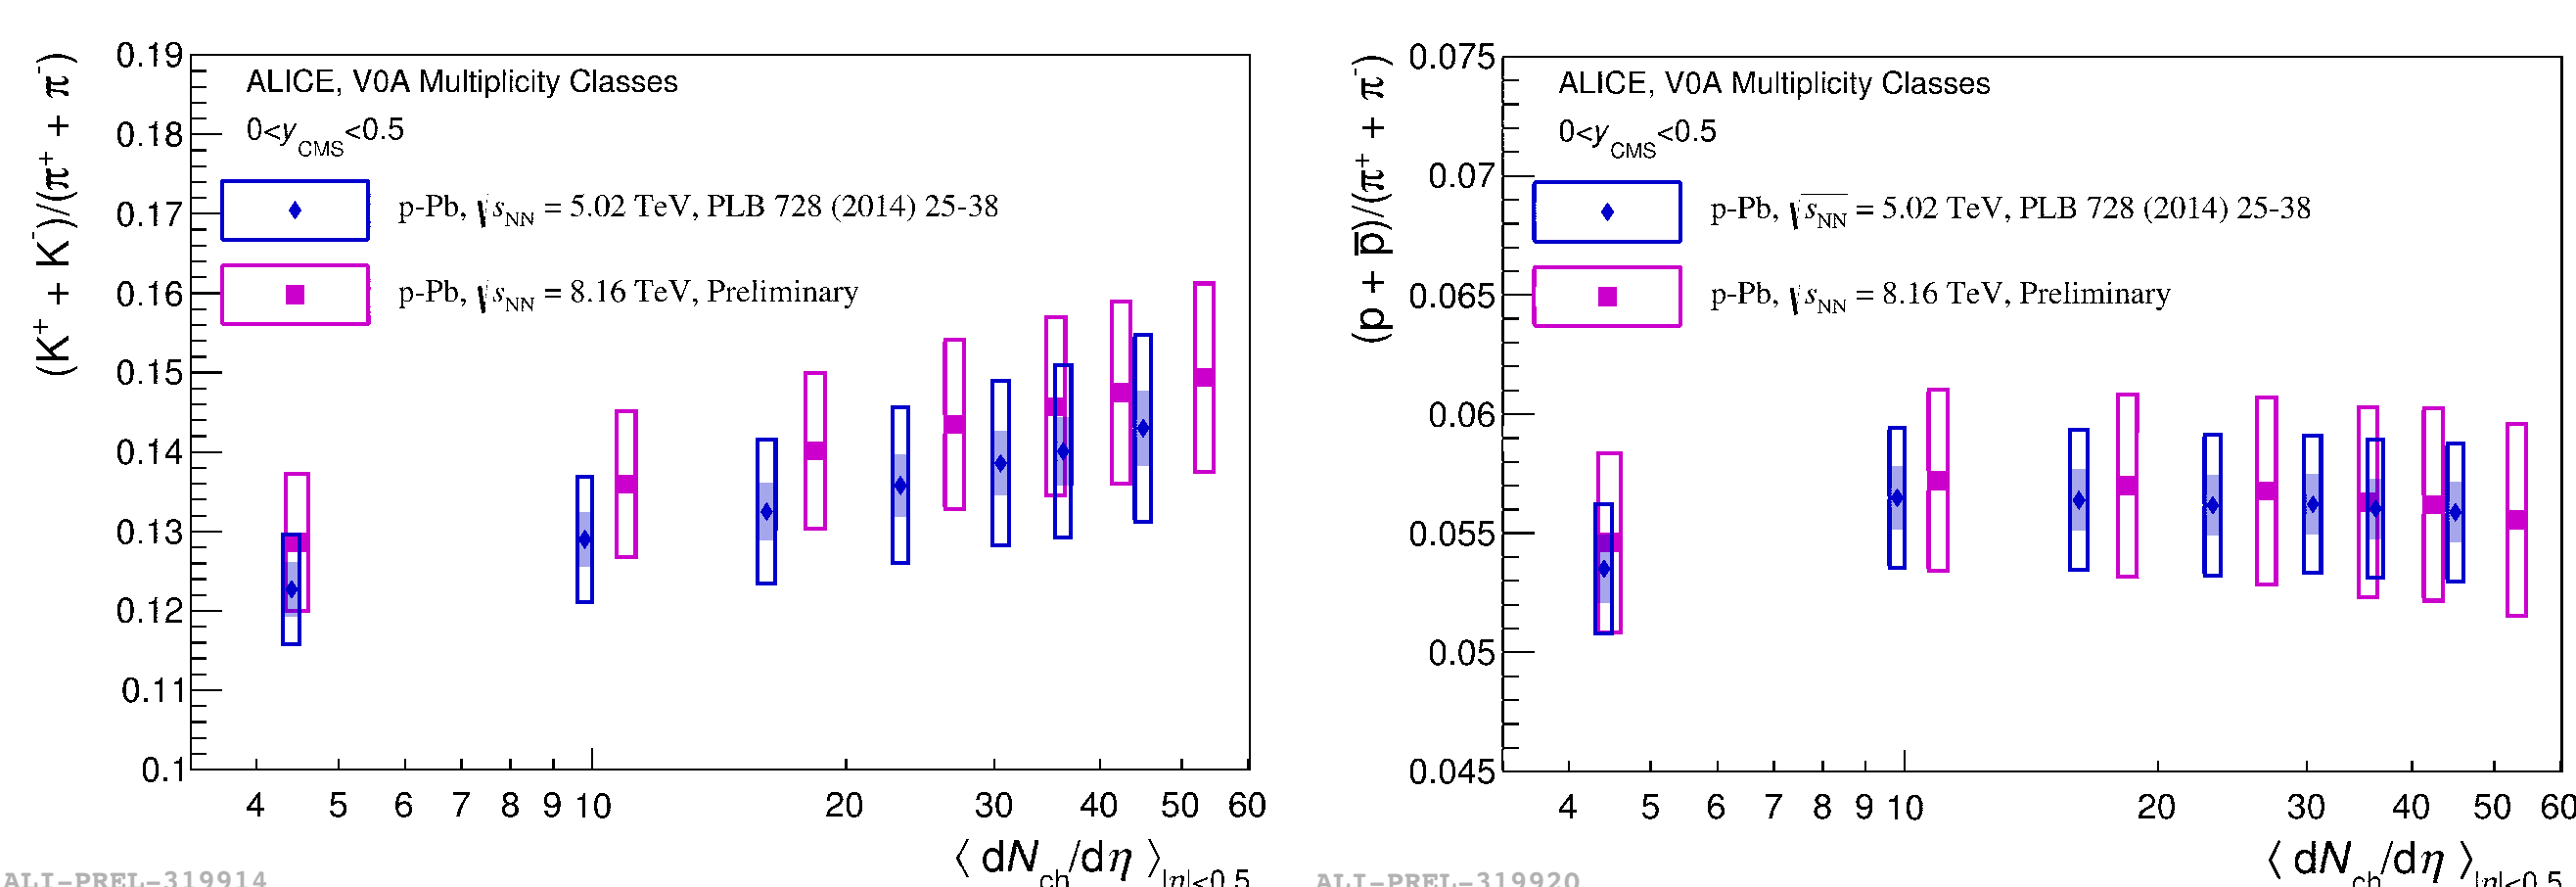 (K⁺ + K⁻)/(π⁺ + π⁻)
0.19
0.18
0.17
0.16
0.15
0.14
0.13
0.12
0.11
0.1
ALICE, V0A Multiplicity Classes
0<y_CMS<0.5
p-Pb, √s_NN = 5.02 TeV, PLB 728 (2014) 25-38
p-Pb, √s_NN = 8.16 TeV, Preliminary
4 5 6 7 8 9 10 20 30 40 50 60
⟨ dN_ch/dη ⟩_|η|<0.5
ALI-PREL-319914
(p + p̅)/(π⁺ + π⁻)
0.075
0.07
0.065
0.06
0.055
0.05
0.045
ALICE, V0A Multiplicity Classes
0<y_CMS<0.5
p-Pb, √s_NN = 5.02 TeV, PLB 728 (2014) 25-38
p-Pb, √s_NN = 8.16 TeV, Preliminary
4 5 6 7 8 9 10 20 30 40 50 60
⟨ dN_ch/dη ⟩_|η|<0.5
ALI-PREL-319920